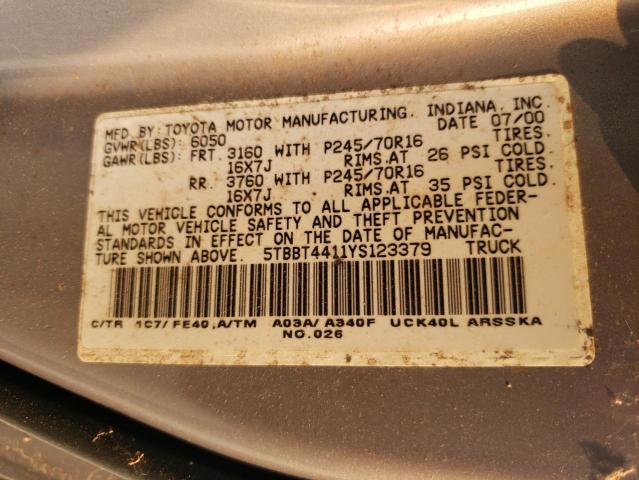 MFD. BY: TOYOTA MOTOR MANUFACTURING. INDIANA, INC.
GVWR(LBS): 6050 DATE 07/00
GAWR(LBS): FRT. 3160 WITH P245/70R16 TIRES.
16X7J RIMS.AT 26 PSI COLD.
RR. 3760 WITH P245/70R16 TIRES.
16X7J RIMS.AT 35 PSI COLD.
THIS VEHICLE CONFORMS TO ALL APPLICABLE FEDER-
AL MOTOR VEHICLE SAFETY AND THEFT PREVENTION
STANDARDS IN EFFECT ON THE DATE OF MANUFAC-
TURE SHOWN ABOVE. 5TBBT4411YS123379 TRUCK
C/TR 1C7/FE40,A/TM A03A/A340F UCK40L ARSSKA
NO.026